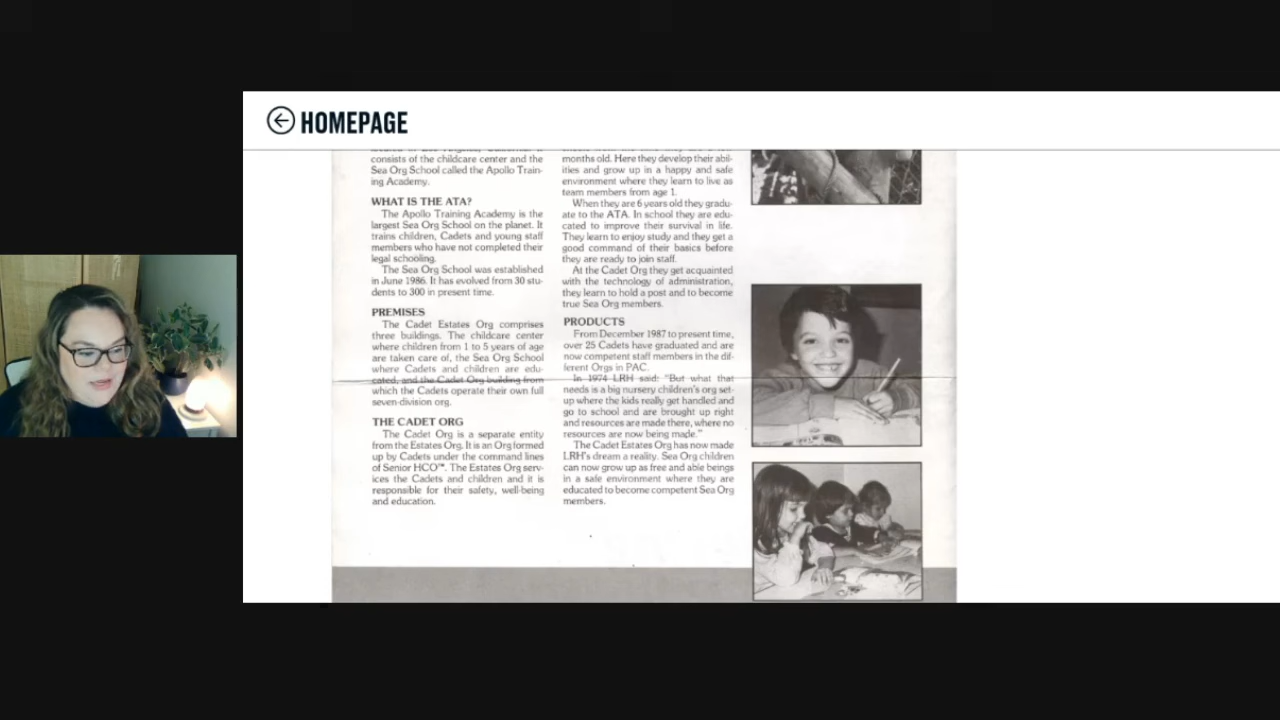 HOMEPAGE
consists of the childcare center and the
Sea Org School called the Apollo Train-
ing Academy.
WHAT IS THE ATA?
The Apollo Training Academy is the
largest Sea Org School on the planet. It
trains children, Cadets and young staff
members who have not completed their
legal schooling.
The Sea Org School was established
in June 1986. It has evolved from 30 stu-
dents to 300 in present time.
PREMISES
The Cadet Estates Org comprises
three buildings. The childcare center
where children from 1 to 5 years of age
are taken care of, the Sea Org School
where Cadets and children are edu-
cated, and the Cadet Org building from
which the Cadets operate their own full
seven-division org.
THE CADET ORG
The Cadet Org is a separate entity
from the Estates Org. It is an Org formed
up by Cadets under the command lines
of Senior HCO™. The Estates Org serv-
ices the Cadets and children and it is
responsible for their safety, well-being
and education.
months old. Here they develop their abil-
ities and grow up in a happy and safe
environment where they learn to live as
team members from age 1.
When they are 6 years old they gradu-
ate to the ATA. In school they are edu-
cated to improve their survival in life.
They learn to enjoy study and they get a
good command of their basics before
they are ready to join staff.
At the Cadet Org they get acquainted
with the technology of administration,
they learn to hold a post and to become
true Sea Org members.
PRODUCTS
From December 1987 to present time,
over 25 Cadets have graduated and are
now competent staff members in the dif-
ferent Orgs in PAC.
In 1974 LRH said: "But what that
needs is a big nursery children's org set-
up where the kids really get handled and
go to school and are brought up right
and resources are made there, where no
resources are now being made."
The Cadet Estates Org has now made
LRH's dream a reality. Sea Org children
can now grow up as free and able beings
in a safe environment where they are
educated to become competent Sea Org
members.